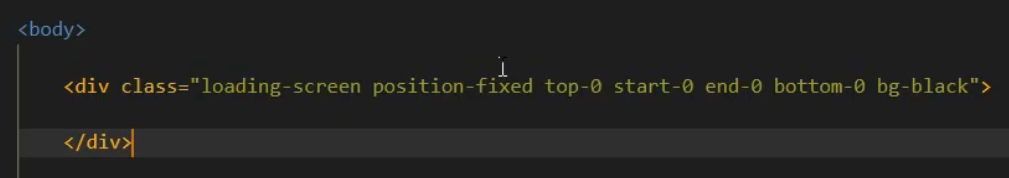 <body>
<div class="loading-screen position-fixed top-0 start-0 end-0 bottom-0 bg-black">
</div>